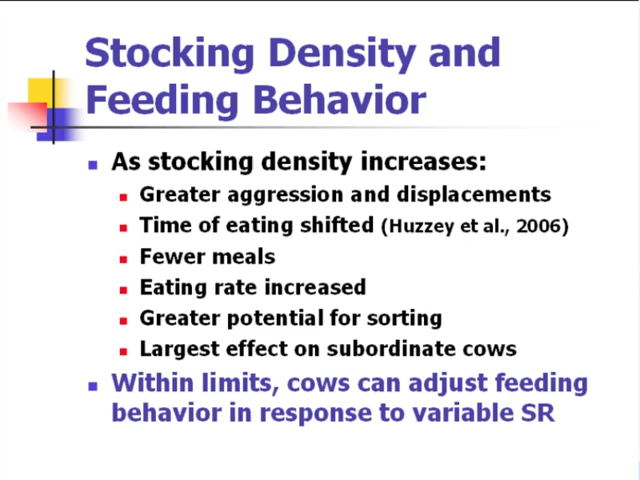 Stocking Density and
Feeding Behavior
As stocking density increases:
Greater aggression and displacements
Time of eating shifted (Huzzey et al., 2006)
Fewer meals
Eating rate increased
Greater potential for sorting
Largest effect on subordinate cows
Within limits, cows can adjust feeding
behavior in response to variable SR